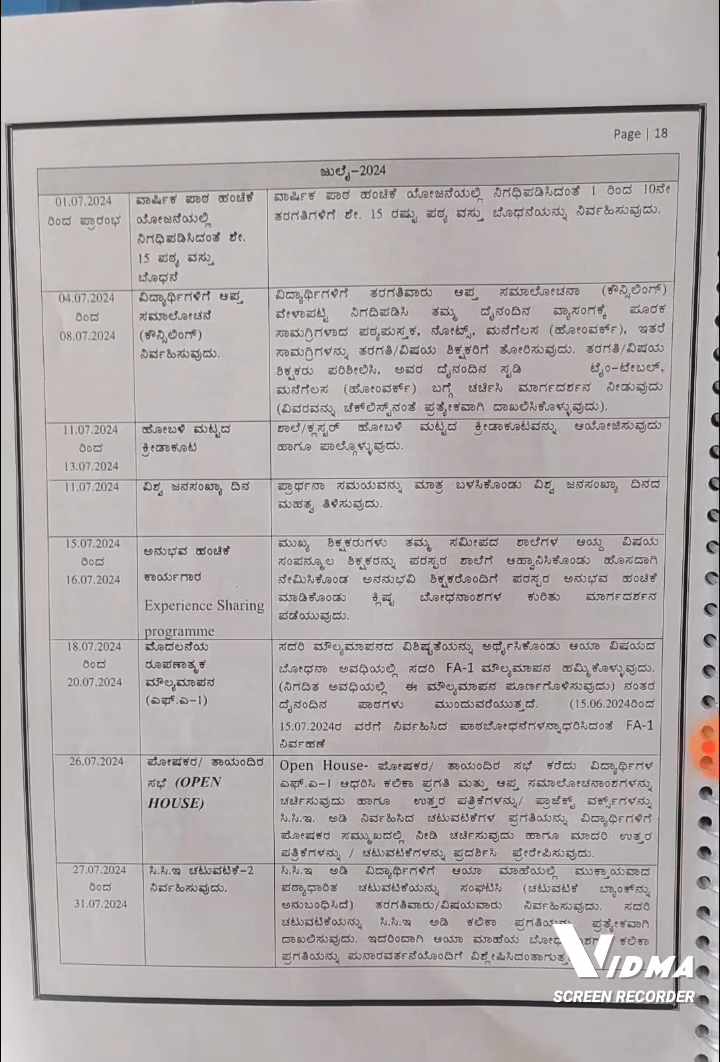 Page | 18
ಜುಲೈ-2024
01.07.2024
ರಿಂದ ಪ್ರಾರಂಭ
ವಾರ್ಷಿಕ ಪಾಠ ಹಂಚಿಕೆ
ಯೋಜನೆಯಲ್ಲಿ
ನಿಗಧಿಪಡಿಸಿದಂತೆ ಶೇ.
15 ಪಠ್ಯ ವಸ್ತು
ಬೋಧನೆ
ವಾರ್ಷಿಕ ಪಾಠ ಹಂಚಿಕೆ ಯೋಜನೆಯಲ್ಲಿ ನಿಗಧಿಪಡಿಸಿದಂತೆ 1 ರಿಂದ 10ನೇ
ತರಗತಿಗಳಿಗೆ ಶೇ. 15 ರಷ್ಟು ಪಠ್ಯ ವಸ್ತು ಬೋಧನೆಯನ್ನು ನಿರ್ವಹಿಸುವುದು.
04.07.2024
ರಿಂದ
08.07.2024
ವಿದ್ಯಾರ್ಥಿಗಳಿಗೆ ಆಪ್ತ
ಸಮಾಲೋಚನೆ
(ಕೌನ್ಸಿಲಿಂಗ್)
ನಿರ್ವಹಿಸುವುದು.
ವಿದ್ಯಾರ್ಥಿಗಳಿಗೆ ತರಗತಿವಾರು ಆಪ್ತ ಸಮಾಲೋಚನಾ (ಕೌನ್ಸಿಲಿಂಗ್)
ವೇಳಾಪಟ್ಟಿ ನಿಗಧಿಪಡಿಸಿ ತಮ್ಮ ದೈನಂದಿನ ವ್ಯಾಸಂಗಕ್ಕೆ ಪೂರಕ
ಸಾಮಗ್ರಿಗಳಾದ ಪಠ್ಯಪುಸ್ತಕ, ನೋಟ್ಸ್, ಮನೆಗೆಲಸ (ಹೋಂವರ್ಕ್), ಇತರೆ
ಸಾಮಗ್ರಿಗಳನ್ನು ತರಗತಿ/ವಿಷಯ ಶಿಕ್ಷಕರಿಗೆ ತೋರಿಸುವುದು. ತರಗತಿ/ವಿಷಯ
ಶಿಕ್ಷಕರು ಪರಿಶೀಲಿಸಿ, ಅವರ ದೈನಂದಿನ ಸ್ಟಡಿ ಟೈಂ-ಟೇಬಲ್,
ಮನೆಗೆಲಸ (ಹೋಂವರ್ಕ್) ಬಗ್ಗೆ ಚರ್ಚಿಸಿ ಮಾರ್ಗದರ್ಶನ ನೀಡುವುದು
(ವಿವರವನ್ನು ಚೆಕ್‌ಲಿಸ್ಟ್‌ನಂತೆ ಪ್ರತ್ಯೇಕವಾಗಿ ದಾಖಲಿಸಿಕೊಳ್ಳುವುದು).
11.07.2024
ರಿಂದ
13.07.2024
ಹೋಬಳಿ ಮಟ್ಟದ
ಕ್ರೀಡಾಕೂಟ
ಶಾಲೆ/ಕ್ಲಸ್ಟರ್ ಹೋಬಳಿ ಮಟ್ಟದ ಕ್ರೀಡಾಕೂಟವನ್ನು ಆಯೋಜಿಸುವುದು
ಹಾಗೂ ಪಾಲ್ಗೊಳ್ಳುವುದು.
11.07.2024
ವಿಶ್ವ ಜನಸಂಖ್ಯಾ ದಿನ
ಪ್ರಾರ್ಥನಾ ಸಮಯವನ್ನು ಮಾತ್ರ ಬಳಸಿಕೊಂಡು ವಿಶ್ವ ಜನಸಂಖ್ಯಾ ದಿನದ
ಮಹತ್ವ ತಿಳಿಸುವುದು.
15.07.2024
ರಿಂದ
16.07.2024
ಅನುಭವ ಹಂಚಿಕೆ
ಕಾರ್ಯಗಾರ
Experience Sharing
programme
ಮುಖ್ಯ ಶಿಕ್ಷಕರುಗಳು ತಮ್ಮ ಸಮೀಪದ ಶಾಲೆಗಳ ಆಯ್ದ ವಿಷಯ
ಸಂಪನ್ಮೂಲ ಶಿಕ್ಷಕರನ್ನು ಪರಸ್ಪರ ಶಾಲೆಗೆ ಆಹ್ವಾನಿಸಿಕೊಂಡು ಹೊಸದಾಗಿ
ನೇಮಿಸಿಕೊಂಡ ಅನನುಭವಿ ಶಿಕ್ಷಕರೊಂದಿಗೆ ಪರಸ್ಪರ ಅನುಭವ ಹಂಚಿಕೆ
ಮಾಡಿಕೊಂಡು ಕ್ಲಿಷ್ಟ ಬೋಧನಾಂಶಗಳ ಕುರಿತು ಮಾರ್ಗದರ್ಶನ
ಪಡೆಯುವುದು.
18.07.2024
ರಿಂದ
20.07.2024
ಮೊದಲನೆಯ
ರೂಪಣಾತ್ಮಕ
ಮೌಲ್ಯಮಾಪನ
(ಎಫ್.ಎ-1)
ಸದರಿ ಮೌಲ್ಯಮಾಪನದ ವಿಶಿಷ್ಟತೆಯನ್ನು ಅರ್ಥೈಸಿಕೊಂಡು ಆಯಾ ವಿಷಯದ
ಬೋಧನಾ ಅವಧಿಯಲ್ಲಿ ಸದರಿ FA-1 ಮೌಲ್ಯಮಾಪನ ಹಮ್ಮಿಕೊಳ್ಳುವುದು.
(ನಿಗದಿತ ಅವಧಿಯಲ್ಲಿ ಈ ಮೌಲ್ಯಮಾಪನ ಪೂರ್ಣಗೊಳಿಸುವುದು) ನಂತರ
ದೈನಂದಿನ ಪಾಠಗಳು ಮುಂದುವರೆಯುತ್ತದೆ. (15.06.2024ರಿಂದ
15.07.2024ರ ವರೆಗೆ ನಿರ್ವಹಿಸಿದ ಪಾಠಬೋಧನೆಗಳನ್ನಾಧರಿಸಿದಂತೆ FA-1
ನಿರ್ವಹಣೆ
26.07.2024
ಪೋಷಕರ/ ತಾಯಂದಿರ
ಸಭೆ (OPEN
HOUSE)
Open House- ಪೋಷಕರ/ ತಾಯಂದಿರ ಸಭೆ ಕರೆದು ವಿದ್ಯಾರ್ಥಿಗಳ
ಎಫ್.ಎ-1 ಆಧರಿಸಿ ಕಲಿಕಾ ಪ್ರಗತಿ ಮತ್ತು ಆಪ್ತ ಸಮಾಲೋಚನಾಂಶಗಳನ್ನು
ಚರ್ಚಿಸುವುದು ಹಾಗೂ ಉತ್ತರ ಪತ್ರಿಕೆಗಳನ್ನು/ ಪ್ರಾಜೆಕ್ಟ್ ವರ್ಕ್ಸ್‌ಗಳನ್ನು
ಸಿ.ಸಿ.ಇ. ಅಡಿ ನಿರ್ವಹಿಸಿದ ಚಟುವಟಿಕೆಗಳ ಪ್ರಗತಿಯನ್ನು ವಿದ್ಯಾರ್ಥಿಗಳಿಗೆ
ಪೋಷಕರ ಸಮ್ಮುಖದಲ್ಲಿ ನೀಡಿ ಚರ್ಚಿಸುವುದು ಹಾಗೂ ಮಾದರಿ ಉತ್ತರ
ಪತ್ರಿಕೆಗಳನ್ನು / ಚಟುವಟಿಕೆಗಳನ್ನು ಪ್ರದರ್ಶಿಸಿ ಪ್ರೇರೇಪಿಸುವುದು.
27.07.2024
ರಿಂದ
31.07.2024
ಸಿ.ಸಿ.ಇ ಚಟುವಟಿಕೆ-2
ನಿರ್ವಹಿಸುವುದು.
ಸಿ.ಸಿ.ಇ ಅಡಿ ವಿದ್ಯಾರ್ಥಿಗಳಿಗೆ ಆಯಾ ಮಾಹೆಯಲ್ಲಿ ಮುಕ್ತಾಯವಾದ
ಪಠ್ಯಾಧಾರಿತ ಚಟುವಟಿಕೆಯನ್ನು ಸಂಘಟಿಸಿ (ಚಟುವಟಿಕೆ ಬ್ಯಾಂಕ್‌ನ್ನು
ಅನುಬಂಧಿಸಿದೆ) ತರಗತಿವಾರು/ವಿಷಯವಾರು ನಿರ್ವಹಿಸುವುದು. ಸದರಿ
ಚಟುವಟಿಕೆಯನ್ನು ಸಿ.ಸಿ.ಇ ಅಡಿ ಕಲಿಕಾ ಪ್ರಗತಿಯನ್ನು ಪ್ರತ್ಯೇಕವಾಗಿ
ದಾಖಲಿಸುವುದು. ಇದರಿಂದಾಗಿ ಆಯಾ ಮಾಹೆಯ ಕಲಿಕಾ
ಪ್ರಗತಿಯನ್ನು ಪುನಾರವರ್ತನೆಯೊಂದಿಗೆ
VIDMA
SCREEN RECORDER